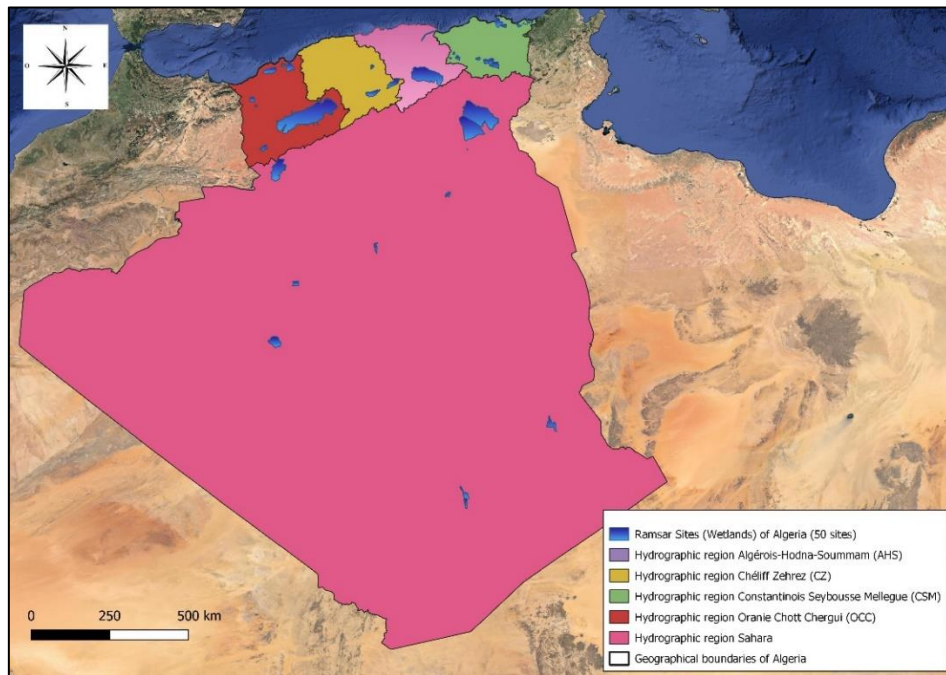 N
O
E
S
Ramsar Sites (Wetlands) of Algeria (50 sites)
Hydrographic region Algérois-Hodna-Soummam (AHS)
Hydrographic region Chéliff Zehrez (CZ)
Hydrographic region Constantinois Seybousse Mellegue (CSM)
Hydrographic region Oranie Chott Chergui (OCC)
Hydrographic region Sahara
Geographical boundaries of Algeria
0 250 500 km